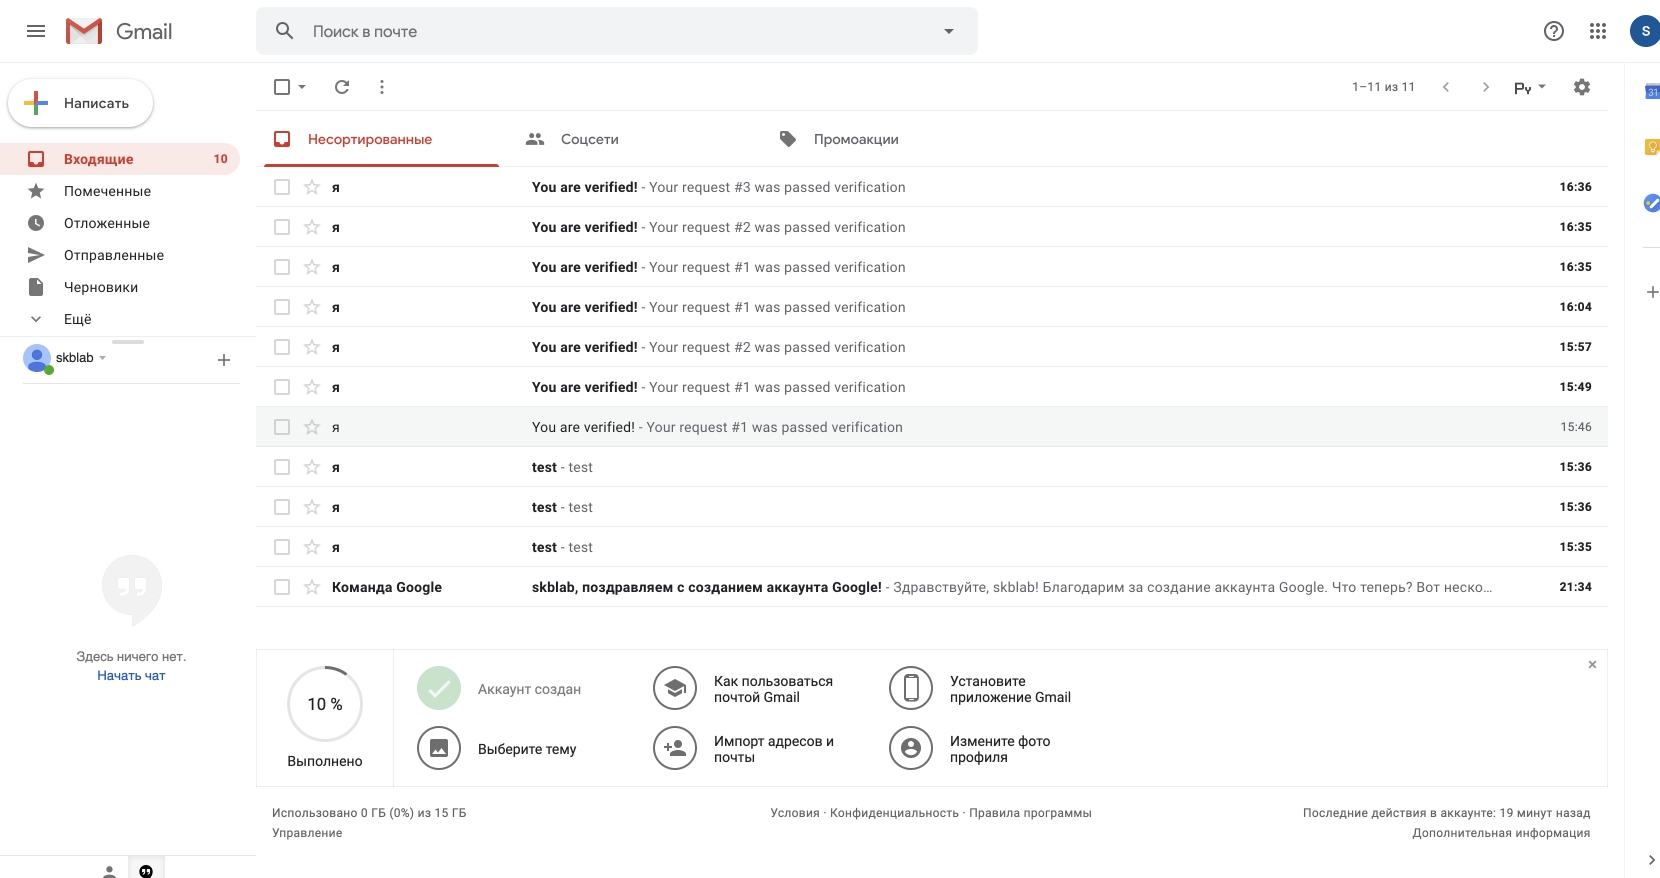 Gmail
Поиск в почте
S
Написать
1–11 из 11
Ру
31
Несортированные
Соцсети
Промоакции
Входящие 10
Помеченные
Отложенные
Отправленные
Черновики
Ещё
skblab
я You are verified! - Your request #3 was passed verification 16:36
я You are verified! - Your request #2 was passed verification 16:35
я You are verified! - Your request #1 was passed verification 16:35
я You are verified! - Your request #1 was passed verification 16:04
я You are verified! - Your request #2 was passed verification 15:57
я You are verified! - Your request #1 was passed verification 15:49
я You are verified! - Your request #1 was passed verification 15:46
я test - test 15:36
я test - test 15:36
я test - test 15:35
Команда Google skblab, поздравляем с созданием аккаунта Google! - Здравствуйте, skblab! Благодарим за создание аккаунта Google. Что теперь? Вот неско... 21:34
Здесь ничего нет.
Начать чат
10 %
Выполнено
Аккаунт создан
Как пользоваться
почтой Gmail
Установите
приложение Gmail
Выберите тему
Импорт адресов и
почты
Измените фото
профиля
Использовано 0 ГБ (0%) из 15 ГБ
Управление
Условия · Конфиденциальность · Правила программы
Последние действия в аккаунте: 19 минут назад
Дополнительная информация